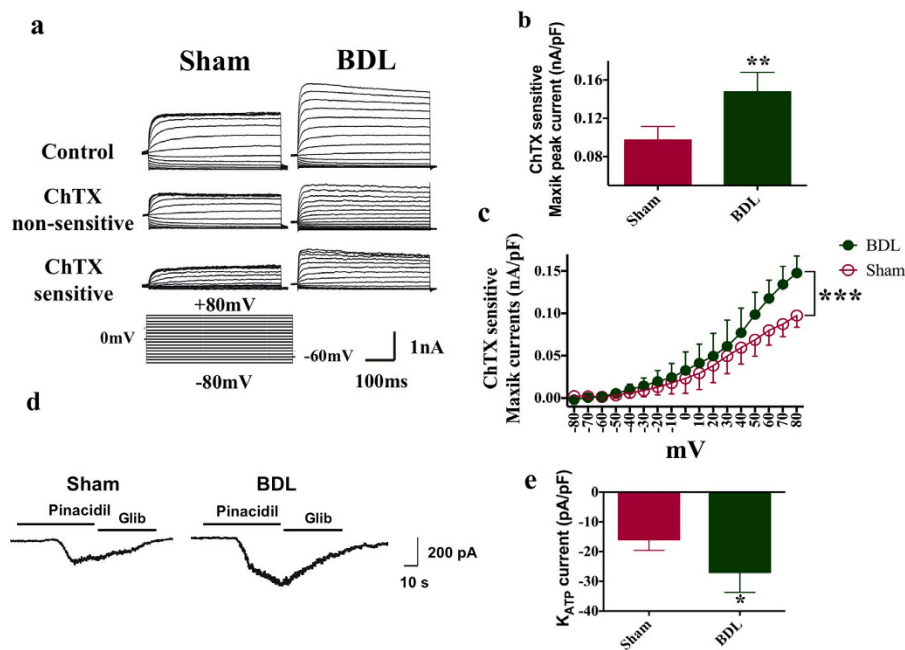 a
Sham BDL
Control
ChTX
non-sensitive
ChTX
sensitive
+80mV
0mV
-60mV
-80mV
1nA
100ms
b
ChTX sensitive
Maxik peak current (nA/pF)
0.16
0.12
0.08
**
Sham BDL
c
ChTX sensitive
Maxik currents (nA/pF)
0.15
0.10
0.05
0.00
BDL
Sham
***
-80 -70 -60 -50 -40 -30 -20 -10 0 10 20 30 40 50 60 70 80
mV
d
Sham BDL
Pinacidil Glib Pinacidil Glib
200 pA
10 s
e
K_ATP current (pA/pF)
0
-10
-20
-30
-40
*
Sham BDL